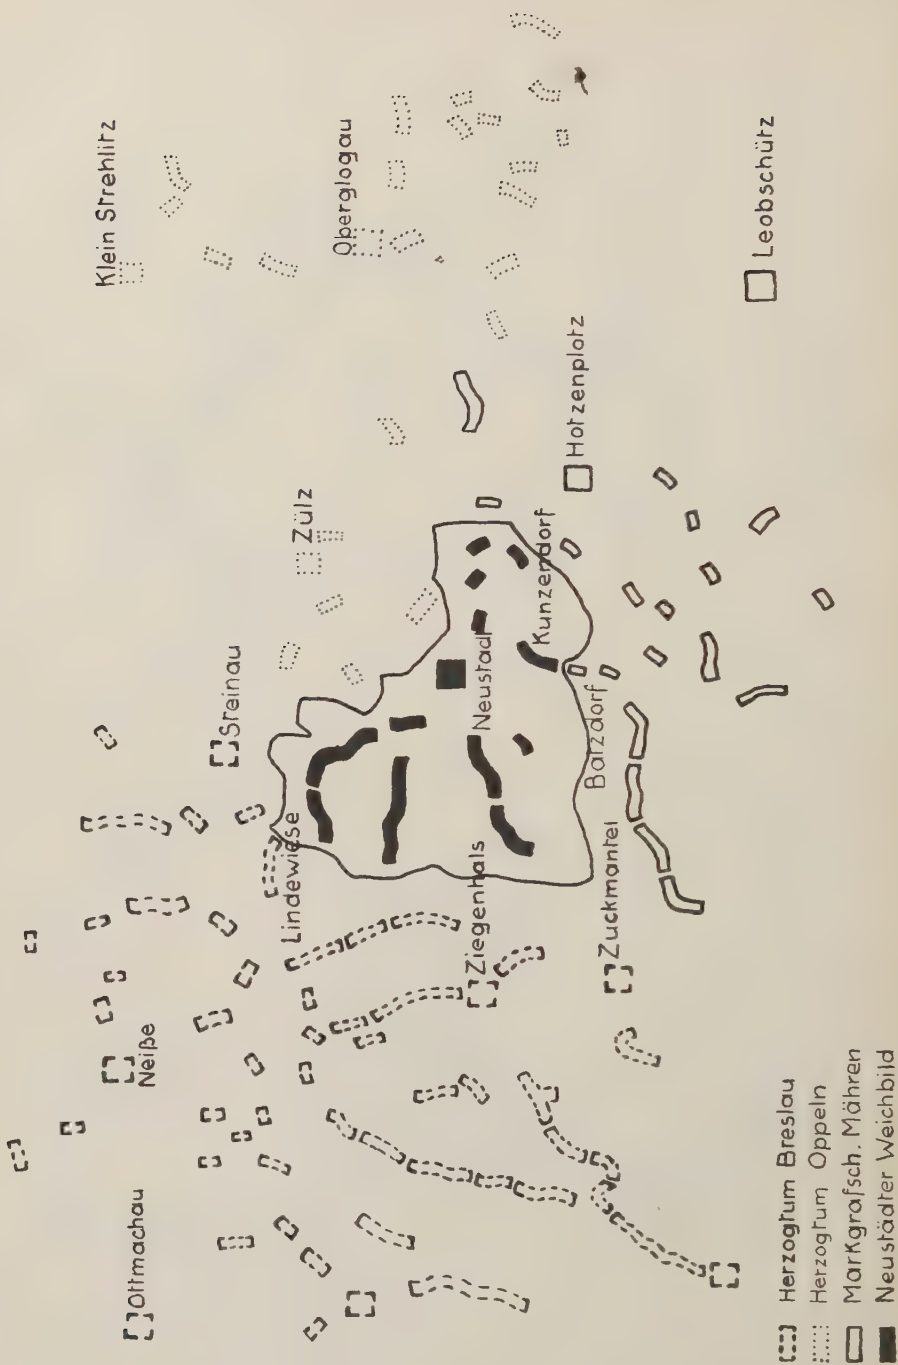 Klein Strehlitz
Ottmachau
Neiße
Steinau
Lindewiese
Zülz
Oberglogau
Ziegenhals
Neustadt
Kunzendorf
Hotzenplotz
Batzdorf
Zuckmantel
Leobschütz
Herzogtum Breslau
Herzogtum Oppeln
Markgrafsch. Mähren
Neustädter Weichbild